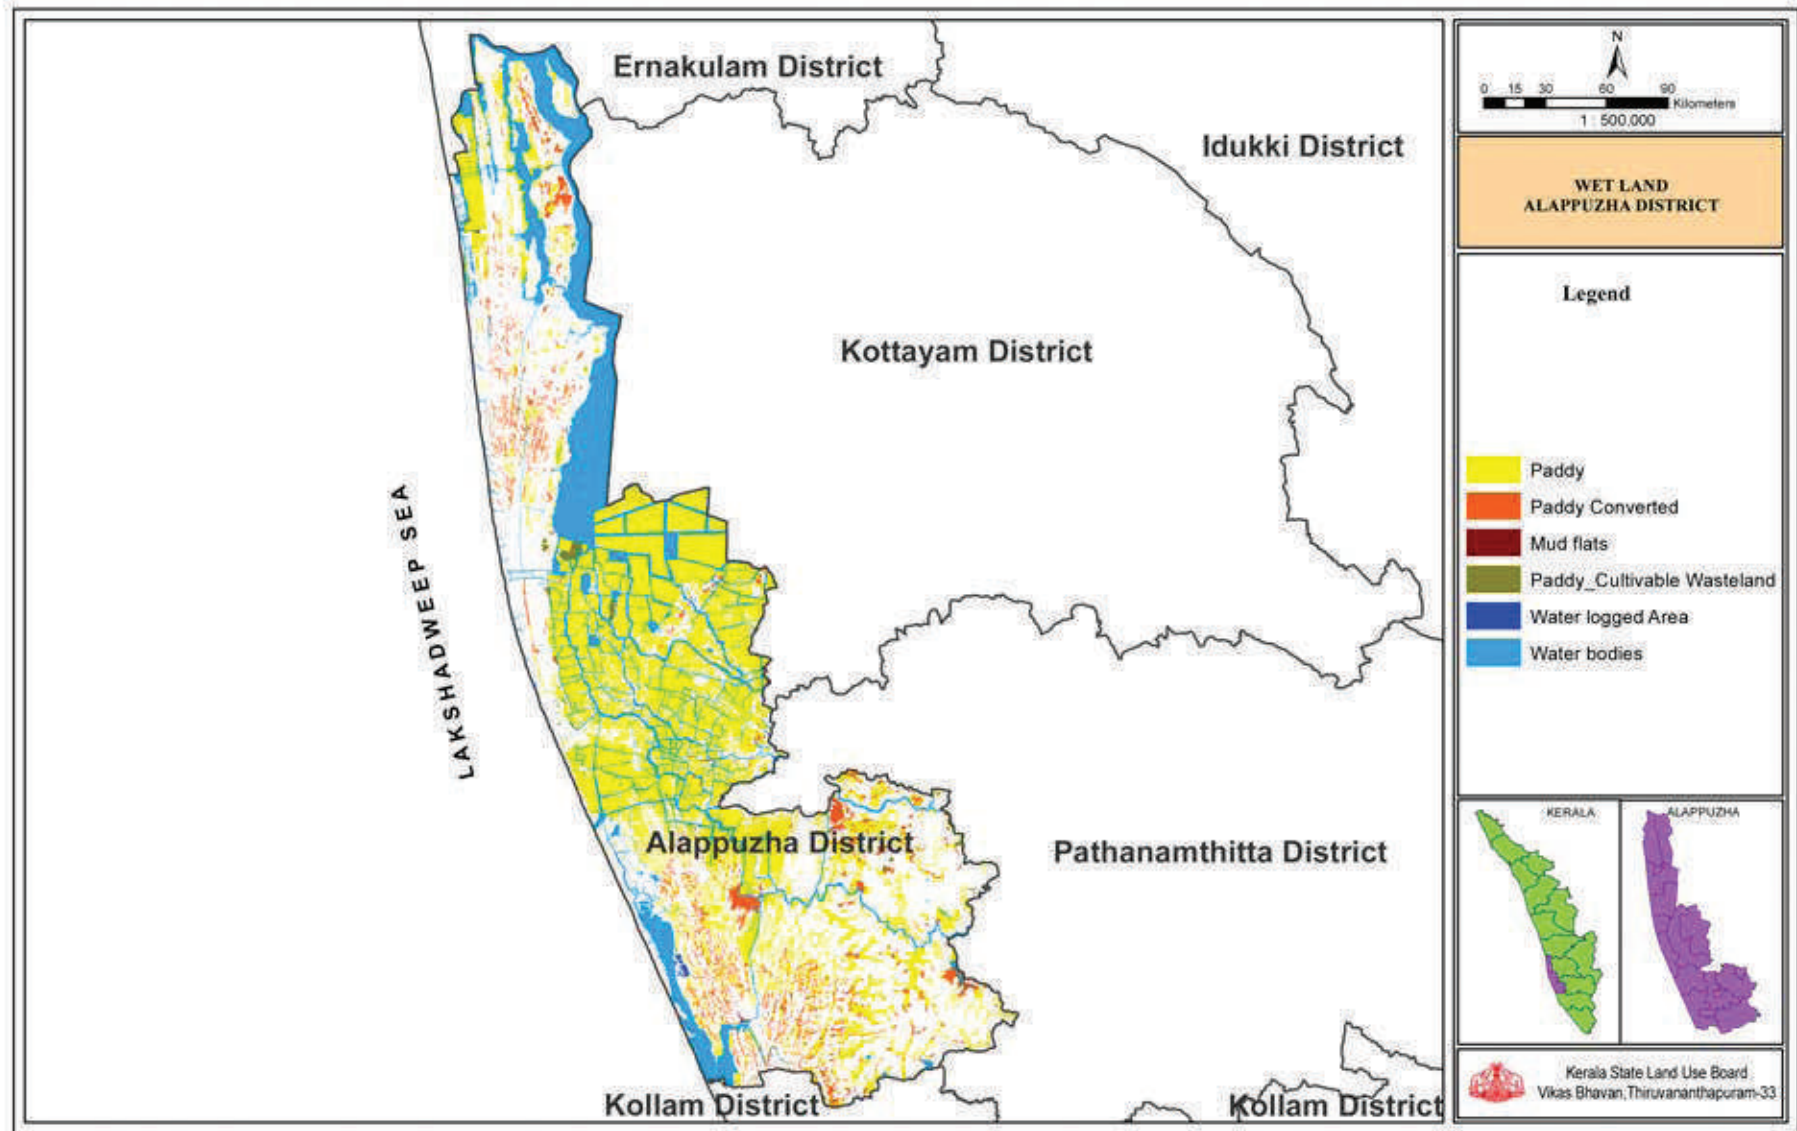 Ernakulam District
Idukki District
Kottayam District
LAKSHADWEEP SEA
Alappuzha District
Pathanamthitta District
Kollam District
Kollam District
N
0 15 30 60 90
Kilometers
1 : 500,000
WET LAND
ALAPPUZHA DISTRICT
Legend
Paddy
Paddy Converted
Mud flats
Paddy_Cultivable Wasteland
Water logged Area
Water bodies
KERALA
ALAPPUZHA
Kerala State Land Use Board
Vikas Bhavan,Thiruvananthapuram-33